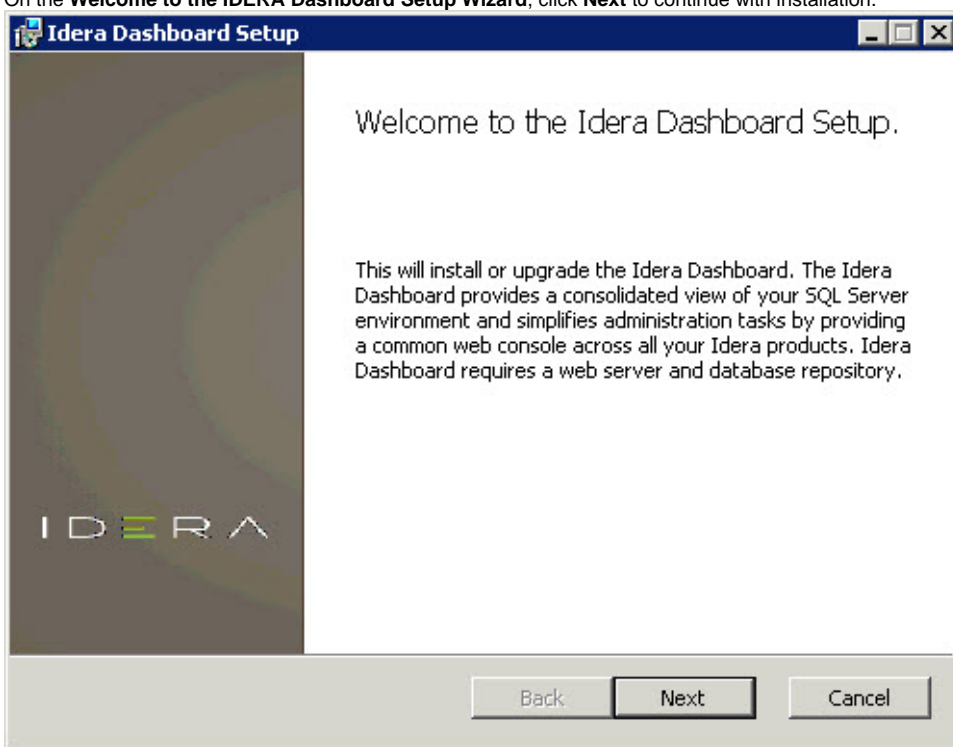 On the Welcome to the IDERA Dashboard Setup Wizard, click Next to continue with installation.
Idera Dashboard Setup
Welcome to the Idera Dashboard Setup.
This will install or upgrade the Idera Dashboard. The Idera
Dashboard provides a consolidated view of your SQL Server
environment and simplifies administration tasks by providing
a common web console across all your Idera products. Idera
Dashboard requires a web server and database repository.
IDERA
Back
Next
Cancel